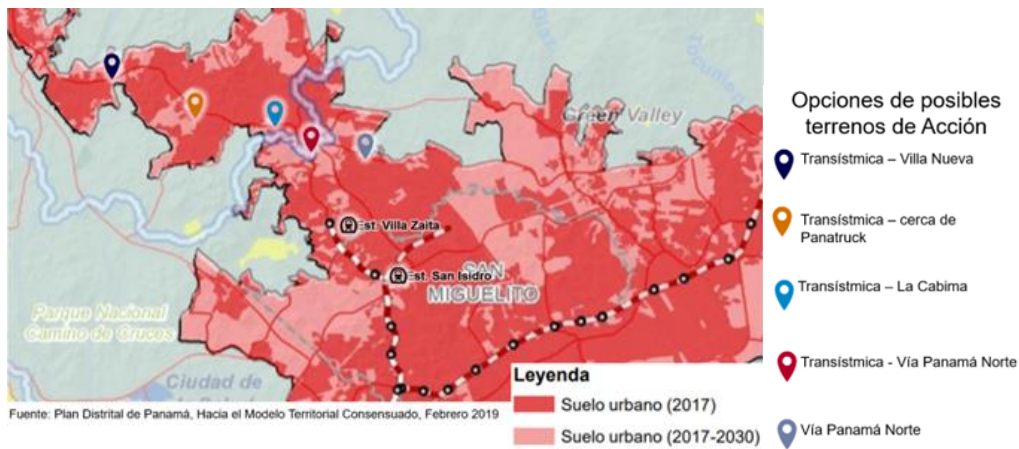 Green Valley
Est. Villa Zaita
Est. San Isidro
SAN
MIGUELITO
Parque Nacional
Camino de Cruces
Ciudad de
Leyenda
Suelo urbano (2017)
Suelo urbano (2017-2030)
Fuente: Plan Distrital de Panamá, Hacia el Modelo Territorial Consensuado, Febrero 2019
Opciones de posibles
terrenos de Acción
Transístmica – Villa Nueva
Transístmica – cerca de
Panatruck
Transístmica – La Cabima
Transístmica - Vía Panamá Norte
Vía Panamá Norte